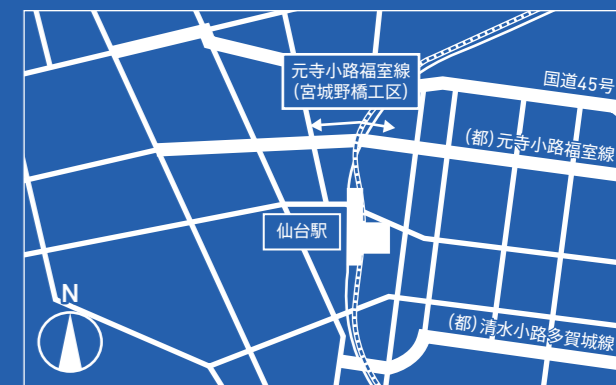 元寺小路福室線
(宮城野橋工区)
国道45号
(都)元寺小路福室線
仙台駅
N
(都)清水小路多賀城線